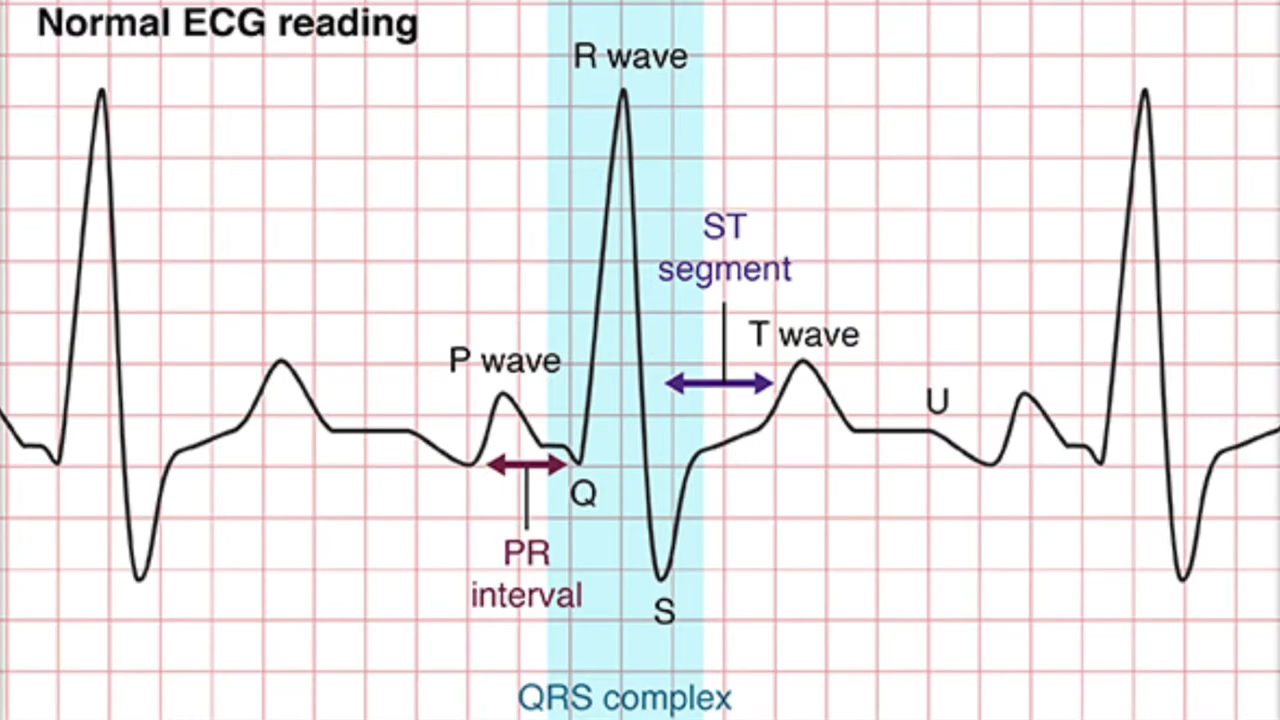 Normal ECG reading
R wave
ST
segment
T wave
P wave
U
Q
PR
interval
S
QRS complex